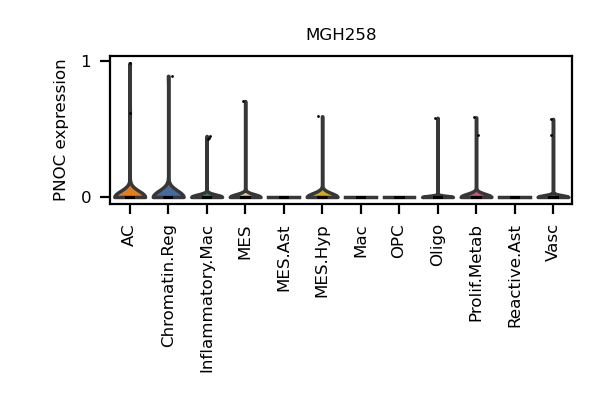 MGH258
PNOC expression
1
0
AC
Chromatin.Reg
Inflammatory.Mac
MES
MES.Ast
MES.Hyp
Mac
OPC
Oligo
Prolif.Metab
Reactive.Ast
Vasc